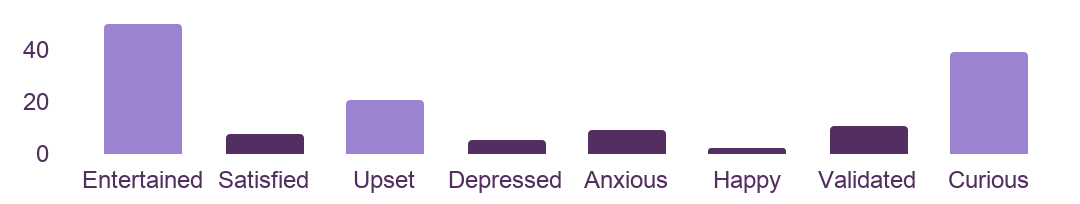 40
20
0
Entertained Satisfied Upset Depressed Anxious Happy Validated Curious